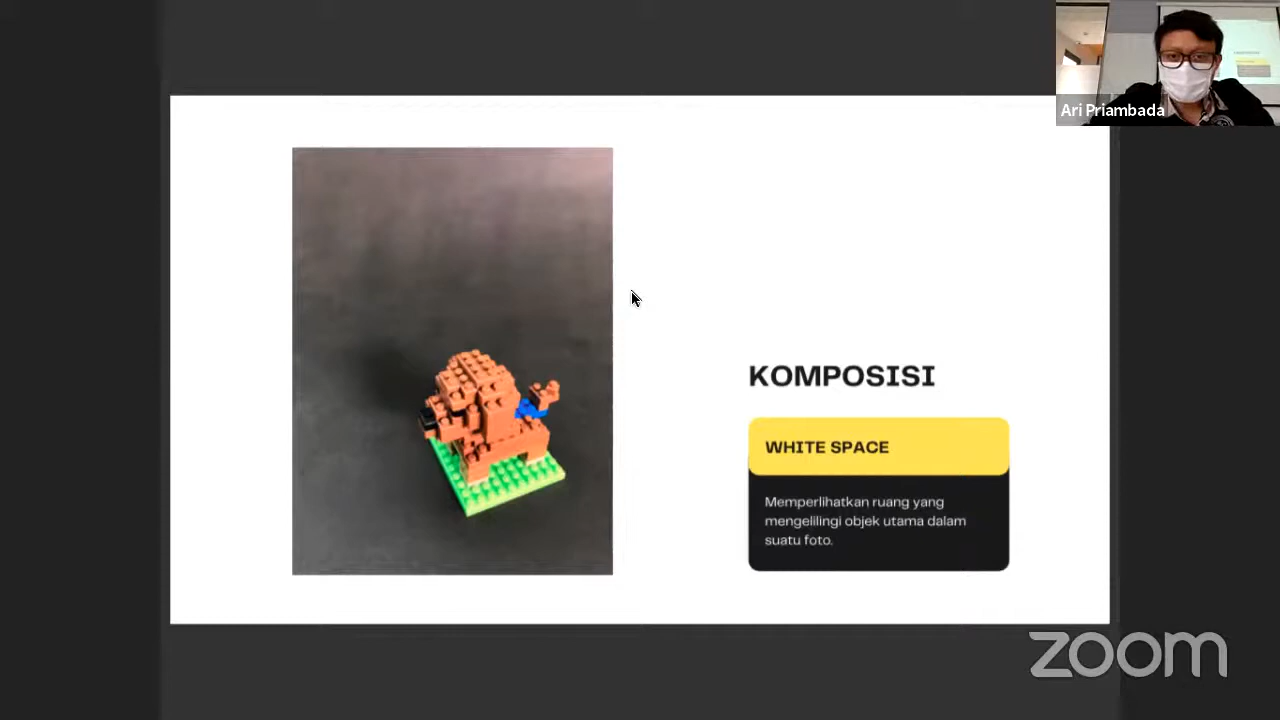 Ari Priambada
KOMPOSISI
WHITE SPACE
Memperlihatkan ruang yang
mengelilingi objek utama dalam
suatu foto.
zoom